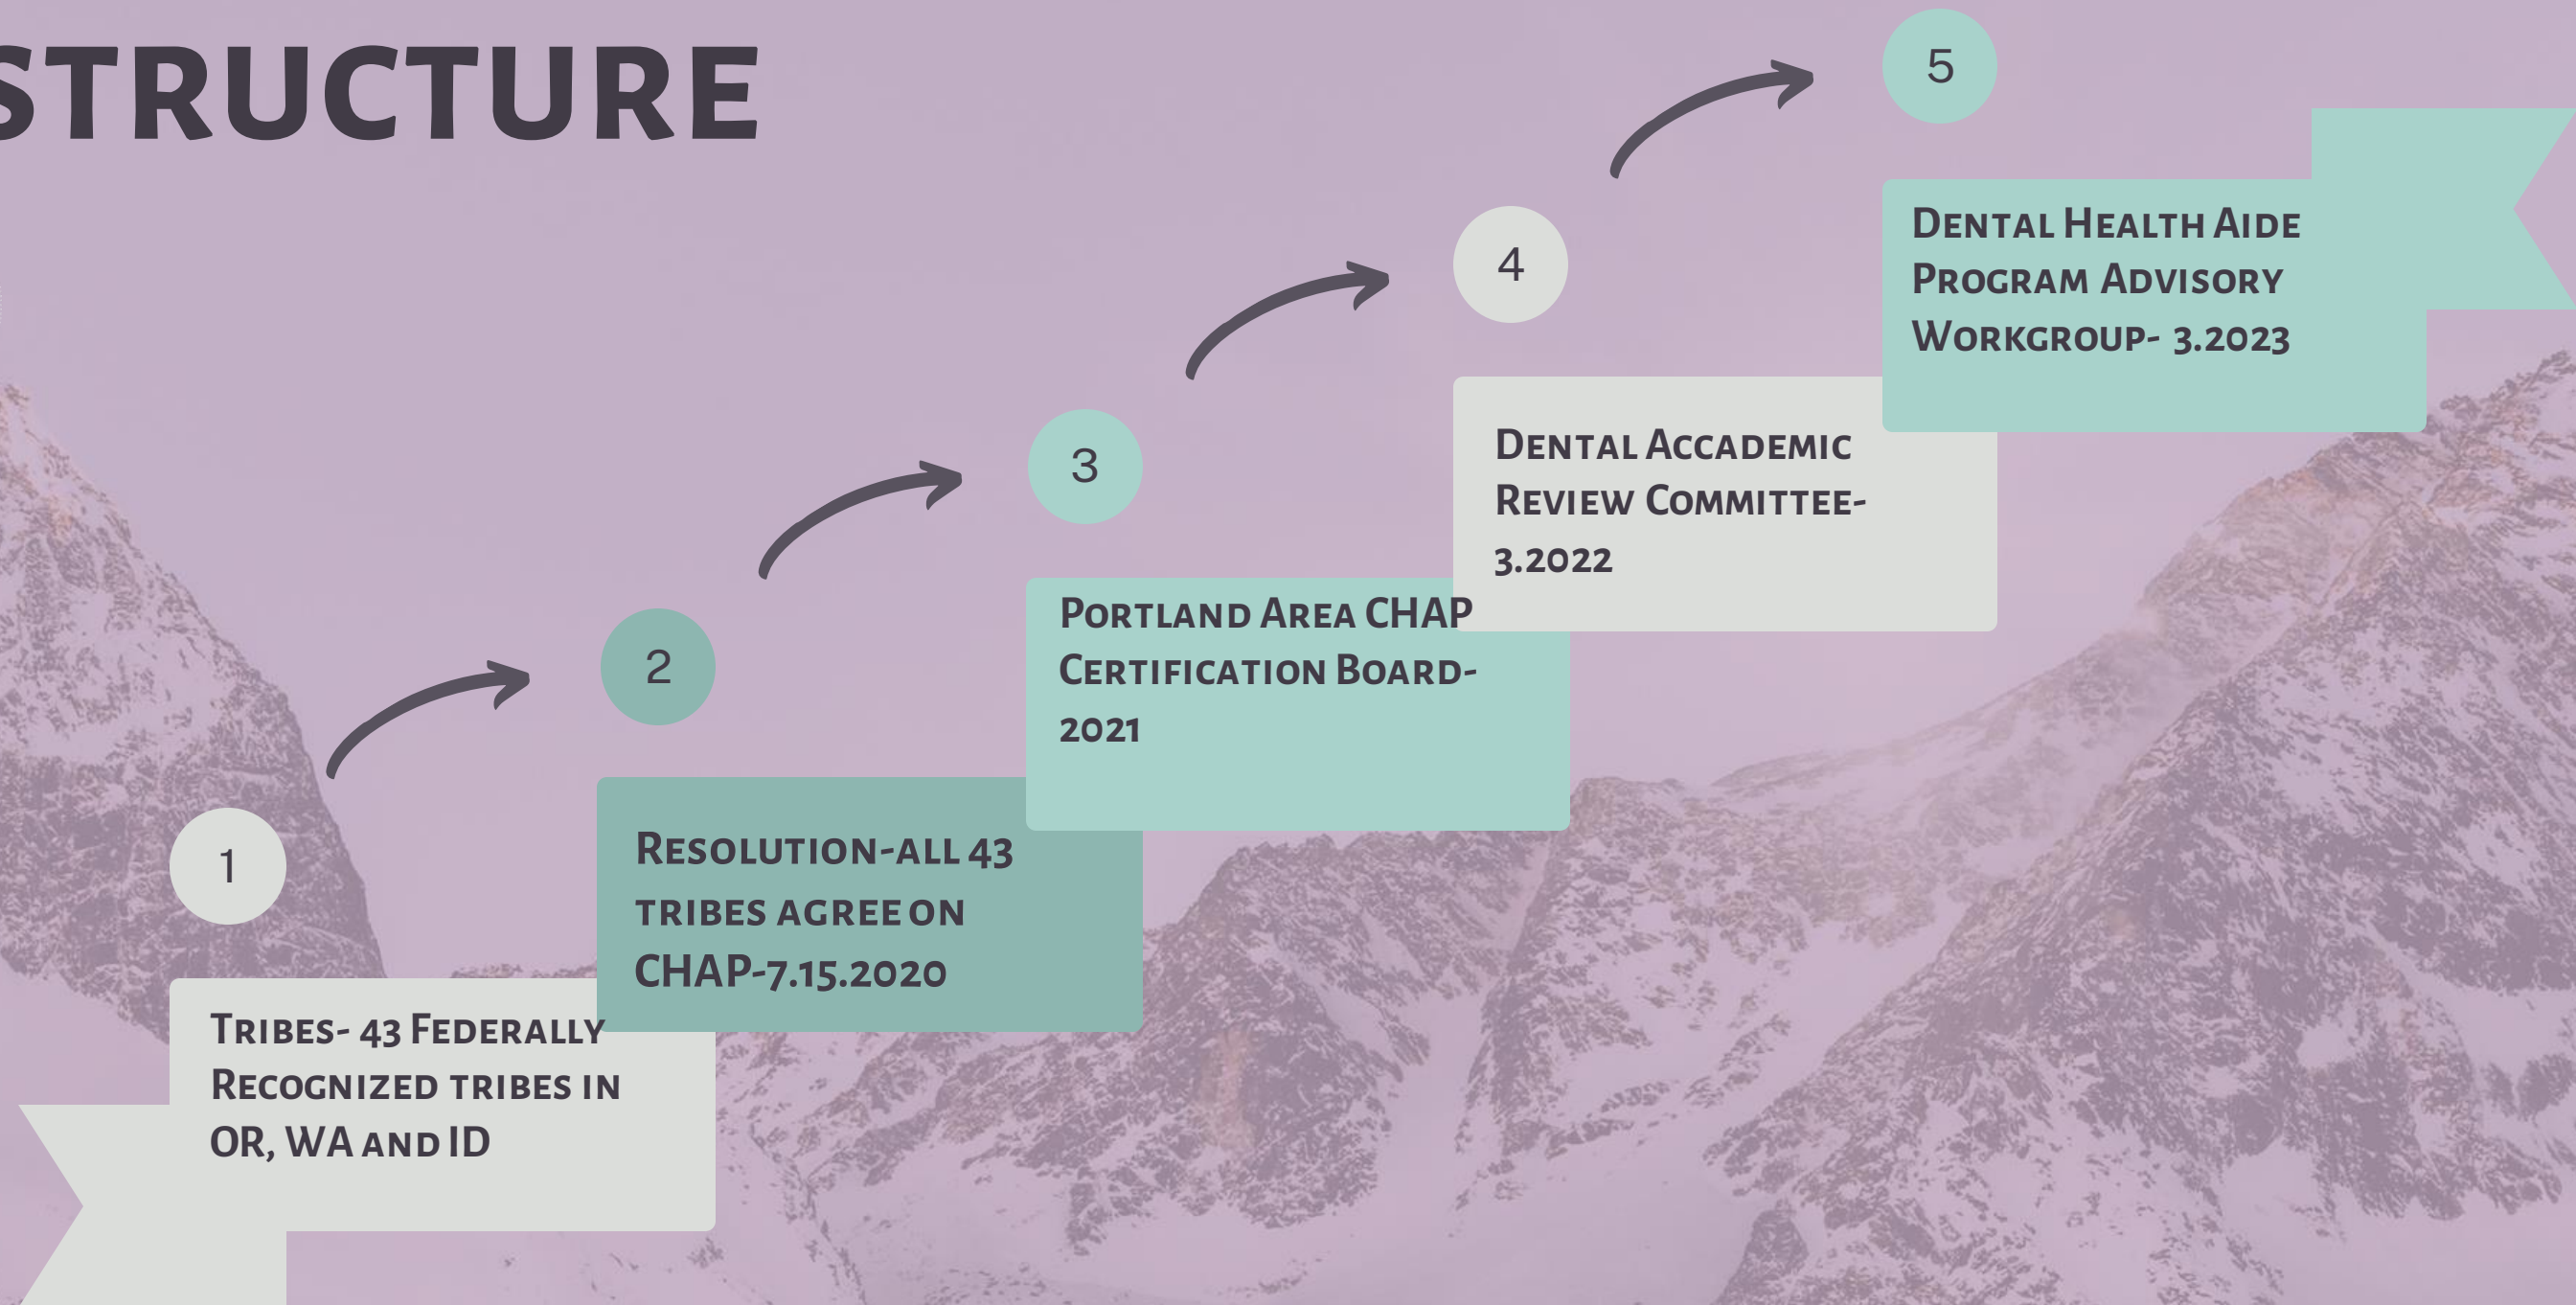 STRUCTURE
1
Tribes- 43 Federally
Recognized tribes in
OR, WA and ID
2
Resolution-all 43
tribes agree on
CHAP-7.15.2020
3
Portland Area CHAP
Certification Board-
2021
4
Dental Accademic
Review Committee-
3.2022
5
Dental Health Aide
Program Advisory
Workgroup- 3.2023